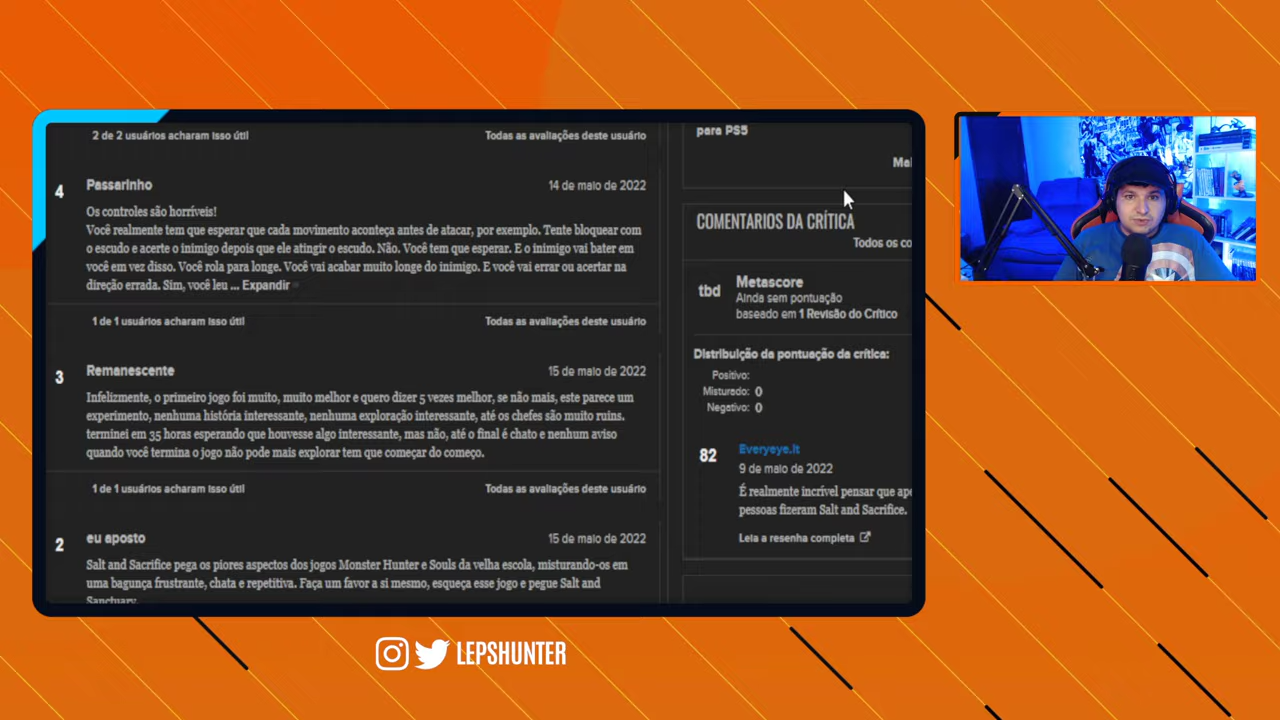 2 de 2 usuários acharam isso útil
Todas as avaliações deste usuário
4
Passarinho
14 de maio de 2022
Os controles são horríveis!
Você realmente tem que esperar que cada movimento aconteça antes de atacar, por exemplo. Tente bloquear com
o escudo e acerte o inimigo depois que ele atingir o escudo. Não. Você tem que esperar. E o inimigo vai bater em
você em vez disso. Você rola para longe. Você vai acabar muito longe do inimigo. E você vai errar ou acertar na
direção errada. Sim, você leu ... Expandir
1 de 1 usuários acharam isso útil
Todas as avaliações deste usuário
3
Remanescente
15 de maio de 2022
Infelizmente, o primeiro jogo foi muito, muito melhor e quero dizer 5 vezes melhor, se não mais, este parece um
experimento, nenhuma história interessante, nenhuma exploração interessante, até os chefes são muito ruins.
terminei em 35 horas esperando que houvesse algo interessante, mas não, até o final é chato e nenhum aviso
quando você termina o jogo não pode mais explorar tem que começar do começo.
1 de 1 usuários acharam isso útil
Todas as avaliações deste usuário
2
eu aposto
15 de maio de 2022
Salt and Sacrifice pega os piores aspectos dos jogos Monster Hunter e Souls da velha escola, misturando-os em
uma bagunça frustrante, chata e repetitiva. Faça um favor a si mesmo, esqueça esse jogo e pegue Salt and
Sanctuary.
para PS5
Mai
COMENTARIOS DA CRÍTICA
Todos os co
tbd
Metascore
Ainda sem pontuação
baseado em 1 Revisão do Crítico
Distribuição da pontuação da crítica:
Positivo:
Misturado: 0
Negativo: 0
82
Everyeye.it
9 de maio de 2022
É realmente incrível pensar que ape
pessoas fizeram Salt and Sacrifice.
Leia a resenha completa
LEPSHUNTER